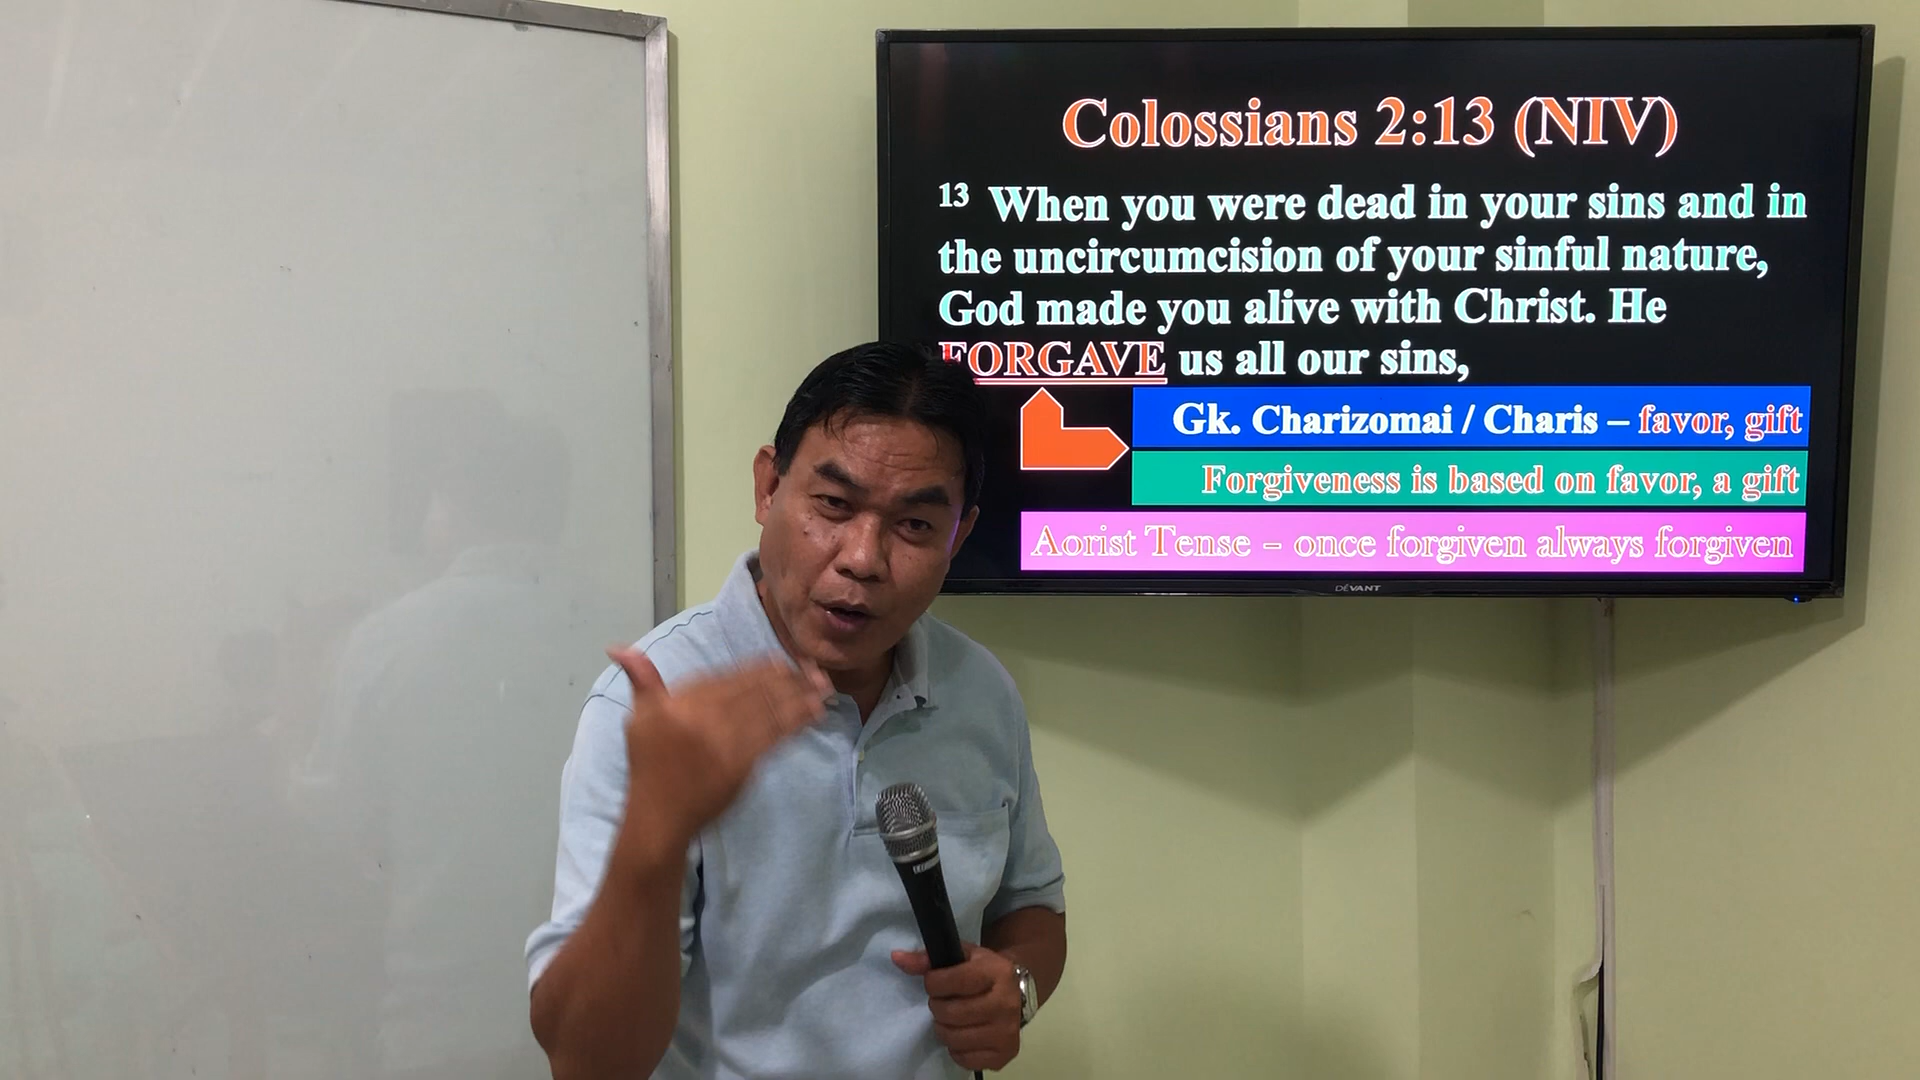 Colossians 2:13 (NIV)
13 When you were dead in your sins and in
the uncircumcision of your sinful nature,
God made you alive with Christ. He
FORGAVE us all our sins,
Gk. Charizomai / Charis – favor, gift
Forgiveness is based on favor, a gift
Aorist Tense – once forgiven always forgiven
DEVANT